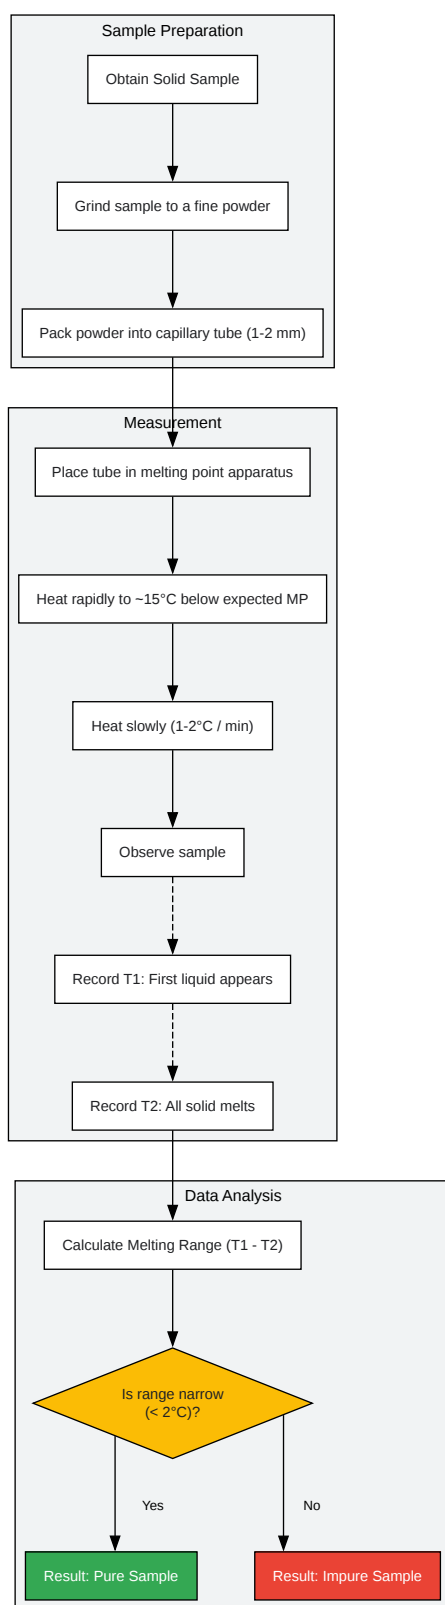 Sample Preparation
Obtain Solid Sample
Grind sample to a fine powder
Pack powder into capillary tube (1-2 mm)
Measurement
Place tube in melting point apparatus
Heat rapidly to ~15°C below expected MP
Heat slowly (1-2°C / min)
Observe sample
Record T1: First liquid appears
Record T2: All solid melts
Data Analysis
Calculate Melting Range (T1 - T2)
Is range narrow
(< 2°C)?
Yes
No
Result: Pure Sample
Result: Impure Sample